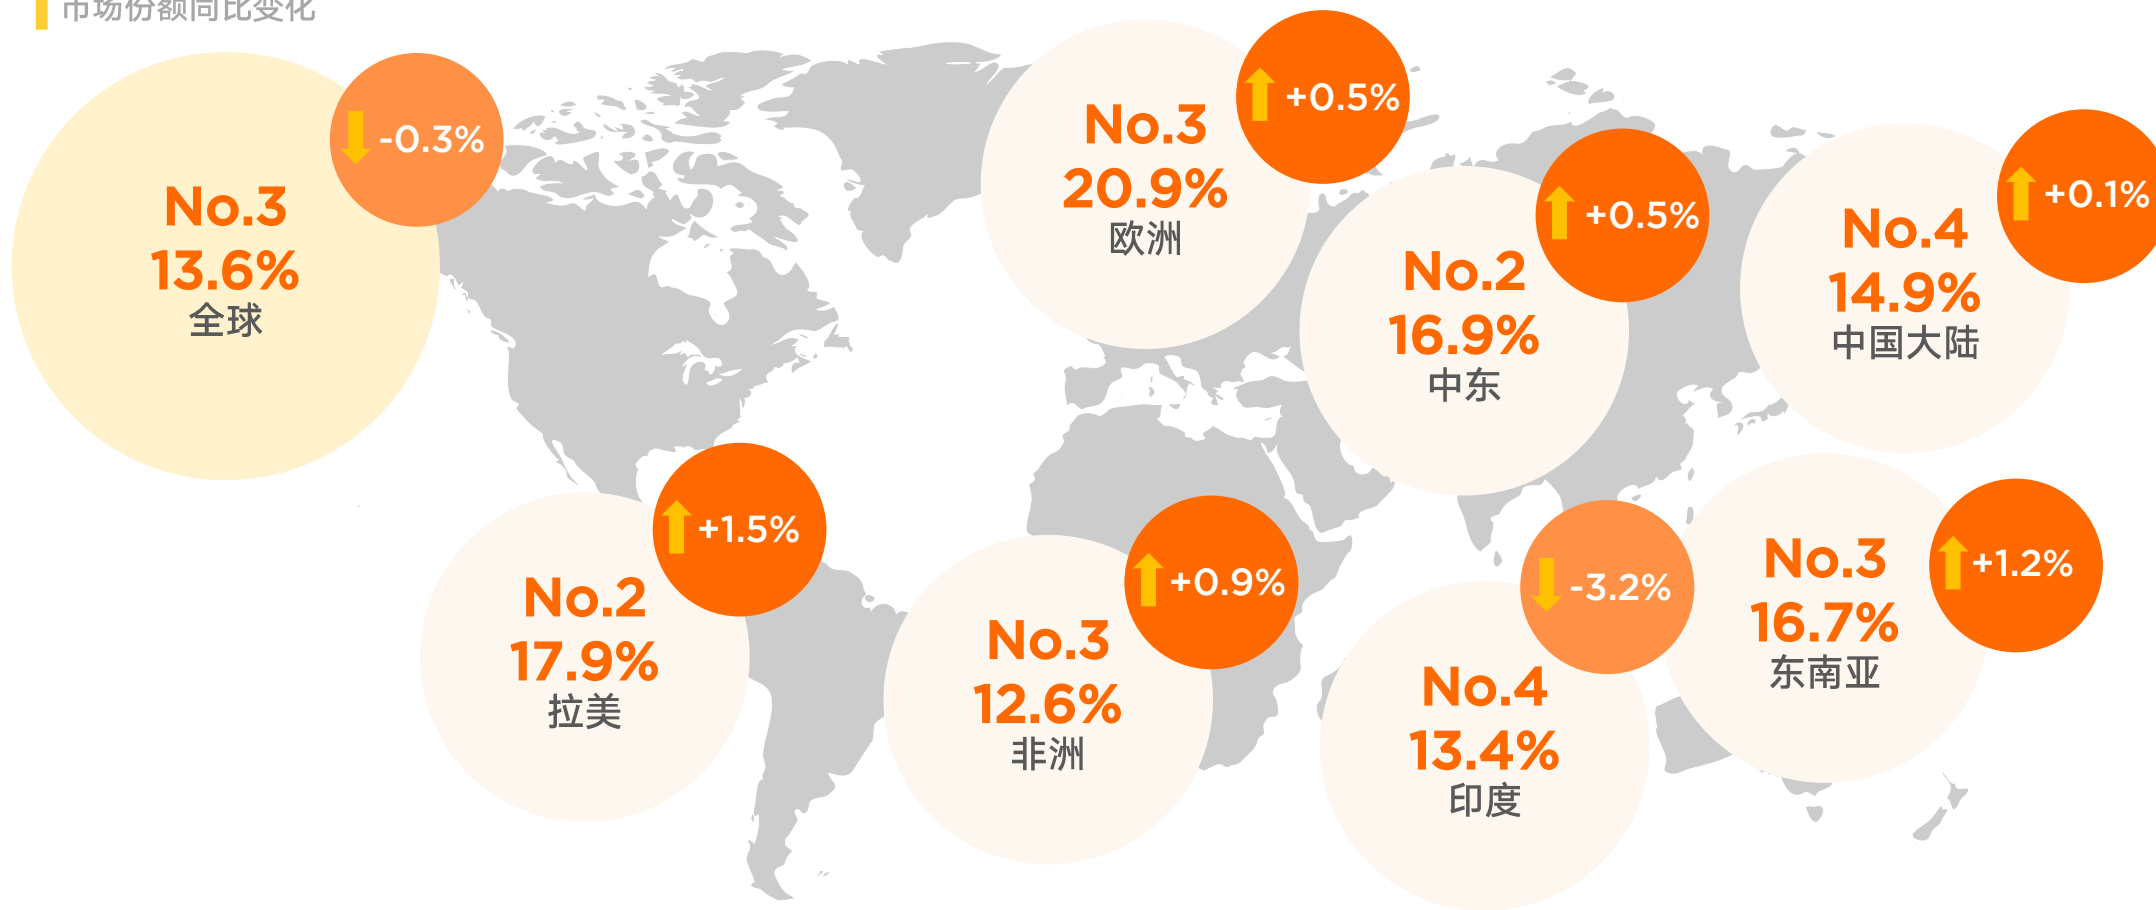 市场份额同比变化
No.3
13.6%
全球
-0.3%
No.3
20.9%
欧洲
+0.5%
No.2
16.9%
中东
+0.5%
No.4
14.9%
中国大陆
+0.1%
No.2
17.9%
拉美
+1.5%
No.3
12.6%
非洲
+0.9%
No.4
13.4%
印度
-3.2%
No.3
16.7%
东南亚
+1.2%